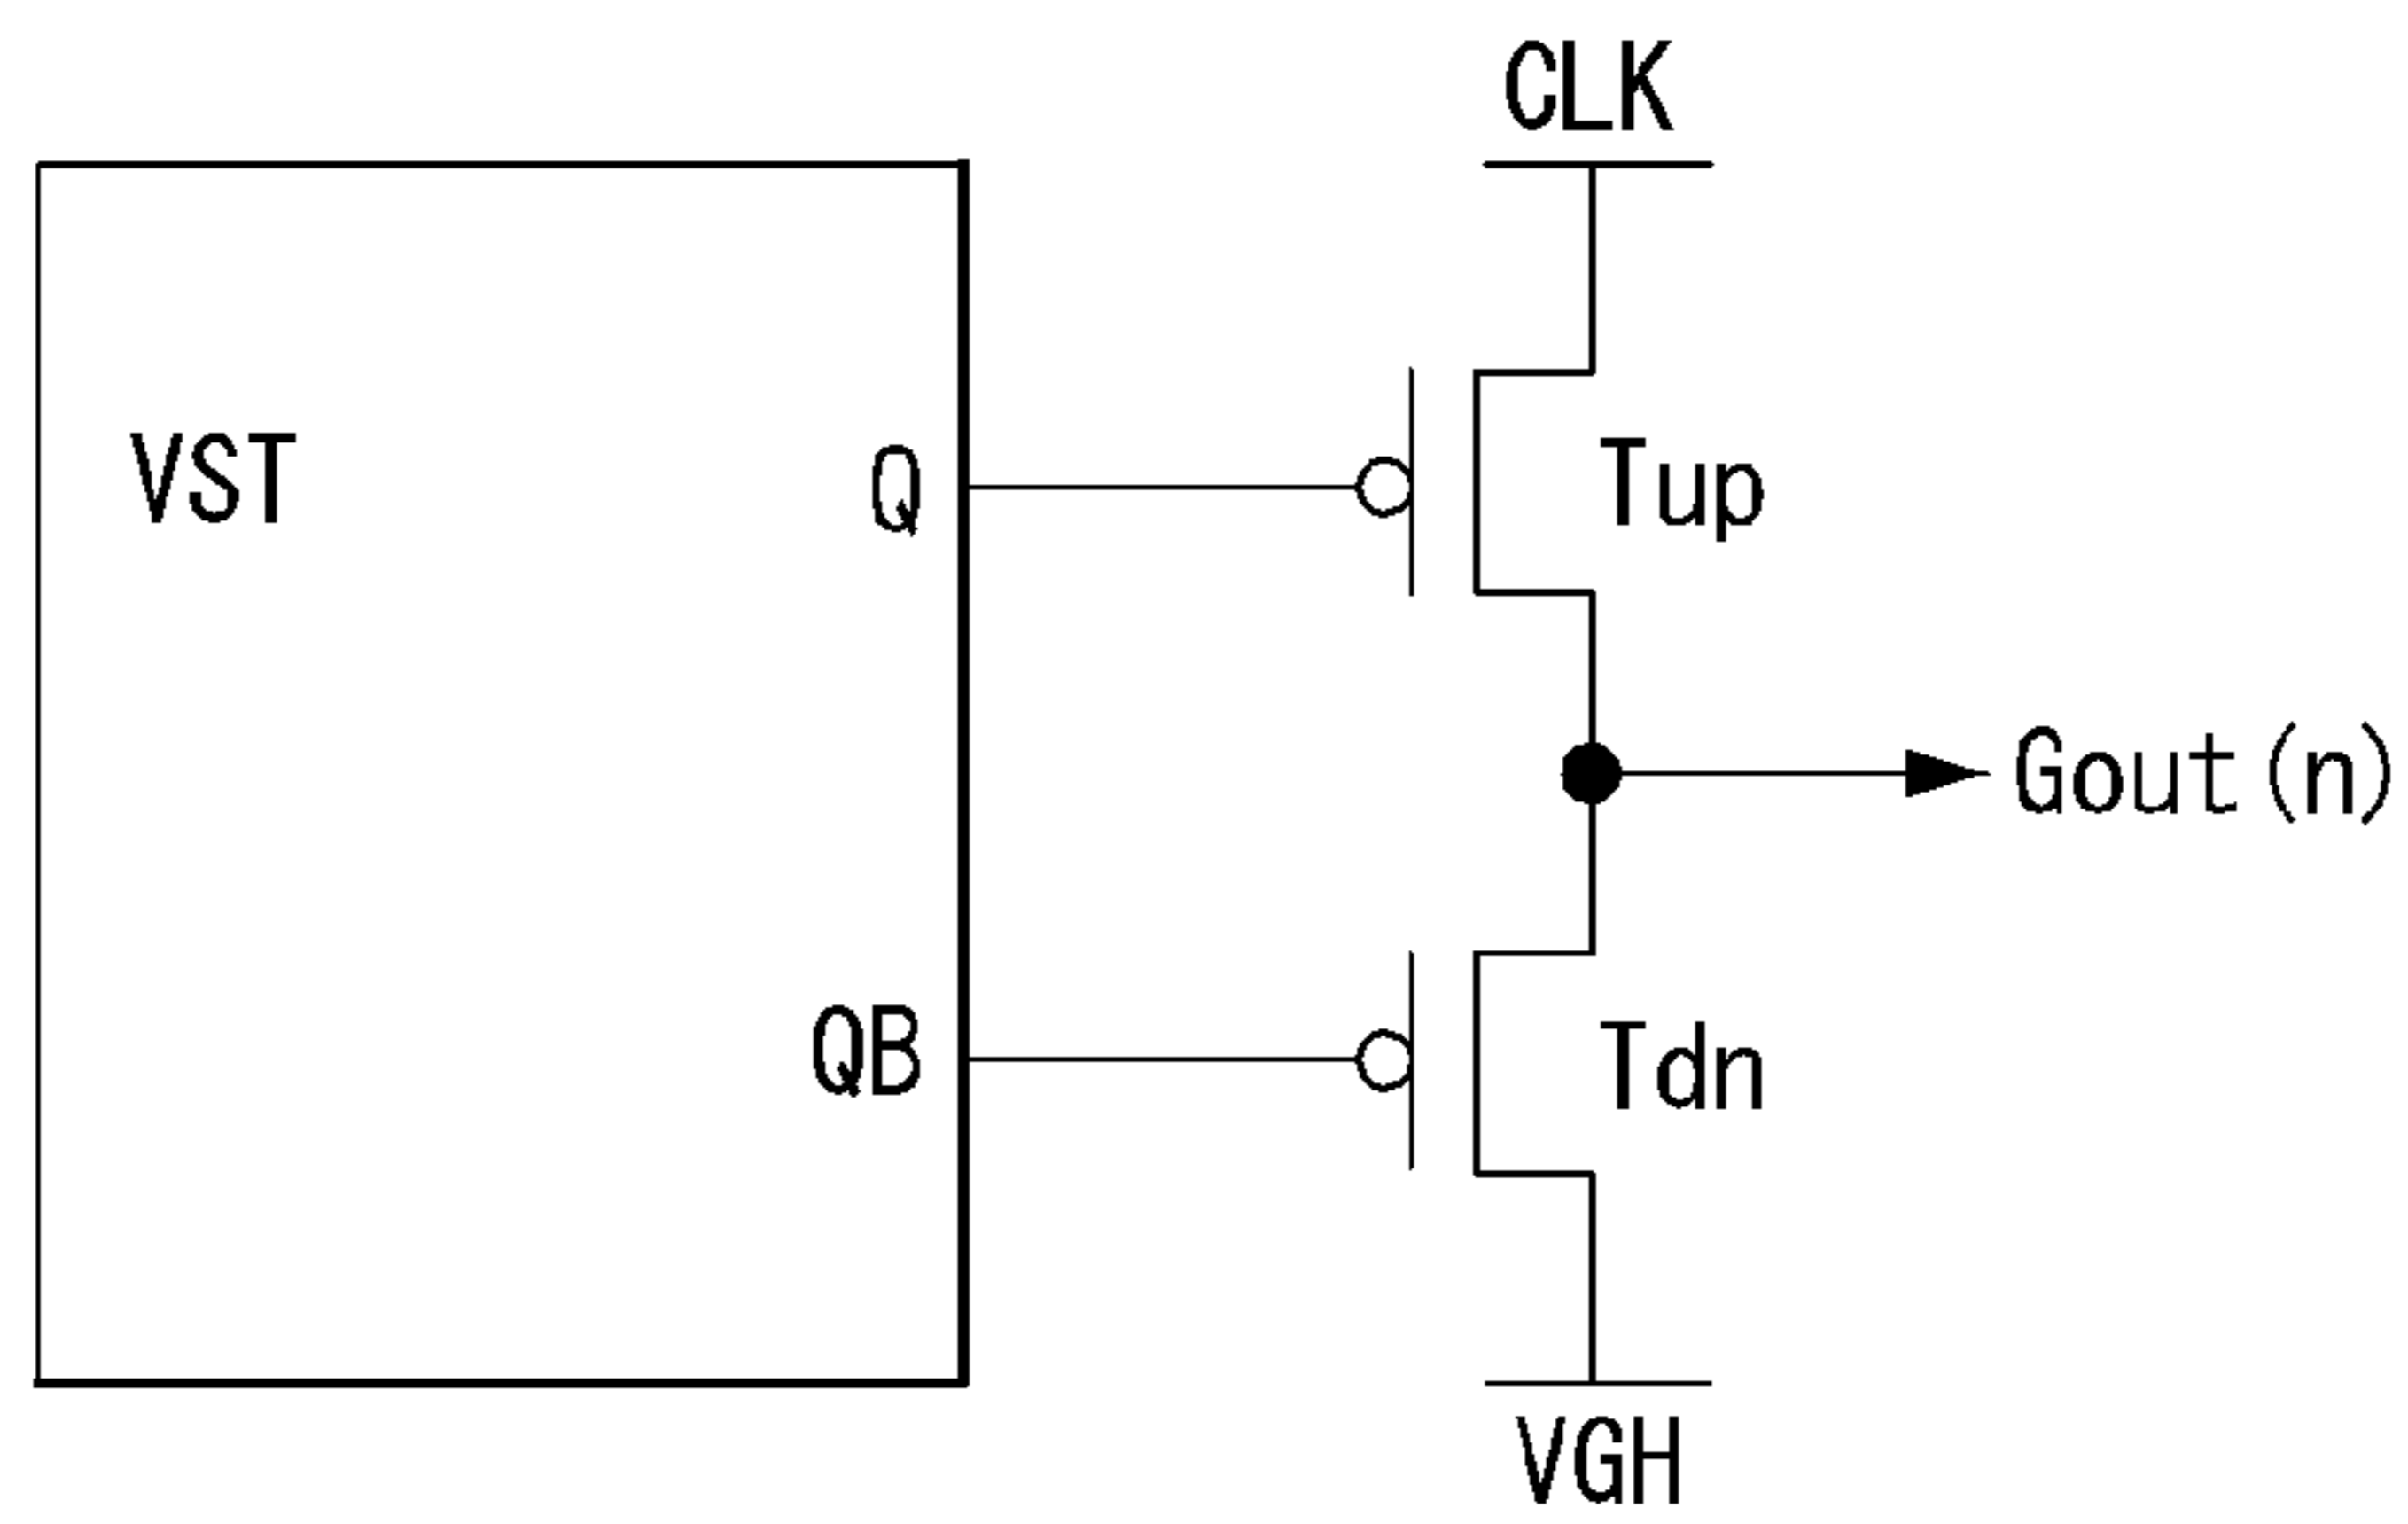 CLK
VST
Q
Tup
Gout(n)
QB
Tdn
VGH